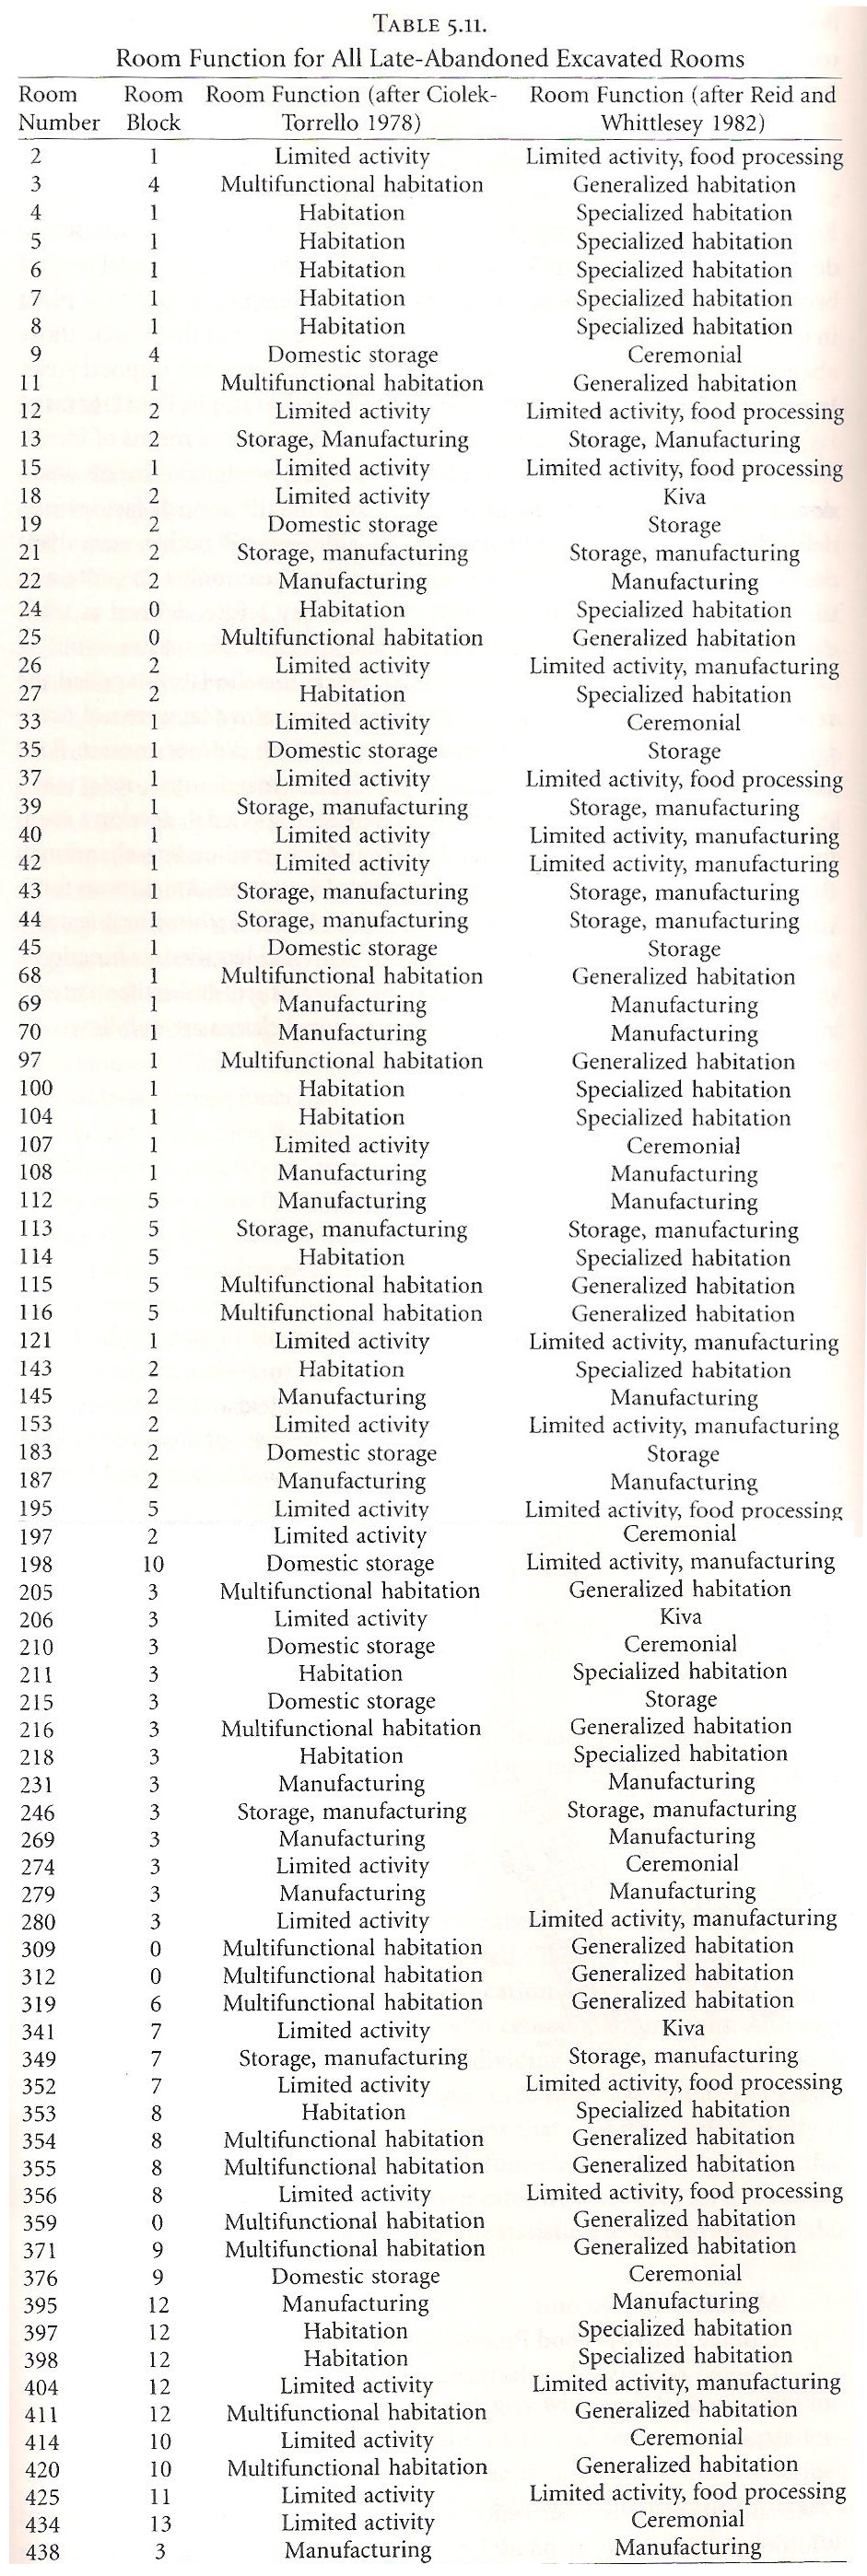 TABLE 5.11.
Room Function for All Late-Abandoned Excavated Rooms
Room Room Room Function (after Ciolek- Room Function (after Reid and
Number Block Torrello 1978) Whittlesey 1982)
2 1 Limited activity Limited activity, food processing
3 4 Multifunctional habitation Generalized habitation
4 1 Habitation Specialized habitation
5 1 Habitation Specialized habitation
6 1 Habitation Specialized habitation
7 1 Habitation Specialized habitation
8 1 Habitation Specialized habitation
9 4 Domestic storage Ceremonial
11 1 Multifunctional habitation Generalized habitation
12 2 Limited activity Limited activity, food processing
13 2 Storage, Manufacturing Storage, Manufacturing
15 1 Limited activity Limited activity, food processing
18 2 Limited activity Kiva
19 2 Domestic storage Storage
21 2 Storage, manufacturing Storage, manufacturing
22 2 Manufacturing Manufacturing
24 0 Habitation Specialized habitation
25 0 Multifunctional habitation Generalized habitation
26 2 Limited activity Limited activity, manufacturing
27 2 Habitation Specialized habitation
33 1 Limited activity Ceremonial
35 1 Domestic storage Storage
37 1 Limited activity Limited activity, food processing
39 1 Storage, manufacturing Storage, manufacturing
40 1 Limited activity Limited activity, manufacturing
42 1 Limited activity Limited activity, manufacturing
43 1 Storage, manufacturing Storage, manufacturing
44 1 Storage, manufacturing Storage, manufacturing
45 1 Domestic storage Storage
68 1 Multifunctional habitation Generalized habitation
69 1 Manufacturing Manufacturing
70 1 Manufacturing Manufacturing
97 1 Multifunctional habitation Generalized habitation
100 1 Habitation Specialized habitation
104 1 Habitation Specialized habitation
107 1 Limited activity Ceremonial
108 1 Manufacturing Manufacturing
112 5 Manufacturing Manufacturing
113 5 Storage, manufacturing Storage, manufacturing
114 5 Habitation Specialized habitation
115 5 Multifunctional habitation Generalized habitation
116 5 Multifunctional habitation Generalized habitation
121 1 Limited activity Limited activity, manufacturing
143 2 Habitation Specialized habitation
145 2 Manufacturing Manufacturing
153 2 Limited activity Limited activity, manufacturing
183 2 Domestic storage Storage
187 2 Manufacturing Manufacturing
195 5 Limited activity Limited activity, food processing
197 2 Limited activity Ceremonial
198 10 Domestic storage Limited activity, manufacturing
205 3 Multifunctional habitation Generalized habitation
206 3 Limited activity Kiva
210 3 Domestic storage Ceremonial
211 3 Habitation Specialized habitation
215 3 Domestic storage Storage
216 3 Multifunctional habitation Generalized habitation
218 3 Habitation Specialized habitation
231 3 Manufacturing Manufacturing
246 3 Storage, manufacturing Storage, manufacturing
269 3 Manufacturing Manufacturing
274 3 Limited activity Ceremonial
279 3 Manufacturing Manufacturing
280 3 Limited activity Limited activity, manufacturing
309 0 Multifunctional habitation Generalized habitation
312 0 Multifunctional habitation Generalized habitation
319 6 Multifunctional habitation Generalized habitation
341 7 Limited activity Kiva
349 7 Storage, manufacturing Storage, manufacturing
352 7 Limited activity Limited activity, food processing
353 8 Habitation Specialized habitation
354 8 Multifunctional habitation Generalized habitation
355 8 Multifunctional habitation Generalized habitation
356 8 Limited activity Limited activity, food processing
359 0 Multifunctional habitation Generalized habitation
371 9 Multifunctional habitation Generalized habitation
376 9 Domestic storage Ceremonial
395 12 Manufacturing Manufacturing
397 12 Habitation Specialized habitation
398 12 Habitation Specialized habitation
404 12 Limited activity Limited activity, manufacturing
411 12 Multifunctional habitation Generalized habitation
414 10 Limited activity Ceremonial
420 10 Multifunctional habitation Generalized habitation
425 11 Limited activity Limited activity, food processing
434 13 Limited activity Ceremonial
438 3 Manufacturing Manufacturing